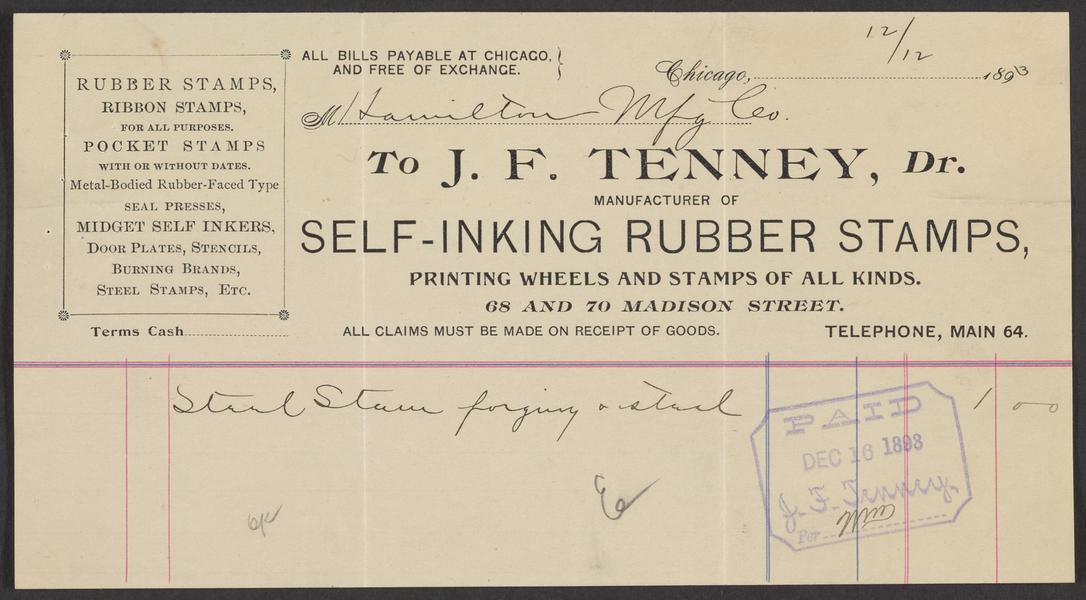 ALL BILLS PAYABLE AT CHICAGO,
AND FREE OF EXCHANGE.
12/12
Chicago, 1893
RUBBER STAMPS,
RIBBON STAMPS,
FOR ALL PURPOSES.
POCKET STAMPS
WITH OR WITHOUT DATES.
Metal-Bodied Rubber-Faced Type
SEAL PRESSES,
MIDGET SELF INKERS,
DOOR PLATES, STENCILS,
BURNING BRANDS,
STEEL STAMPS, ETC.
Terms Cash
M Hamilton Mfg Co.
To J. F. TENNEY, Dr.
MANUFACTURER OF
SELF-INKING RUBBER STAMPS,
PRINTING WHEELS AND STAMPS OF ALL KINDS.
68 AND 70 MADISON STREET.
ALL CLAIMS MUST BE MADE ON RECEIPT OF GOODS.
TELEPHONE, MAIN 64.
Steel Stam forging & steel 1 00
PAID
DEC 16 1893
J. F. Tenney.
Per
ok